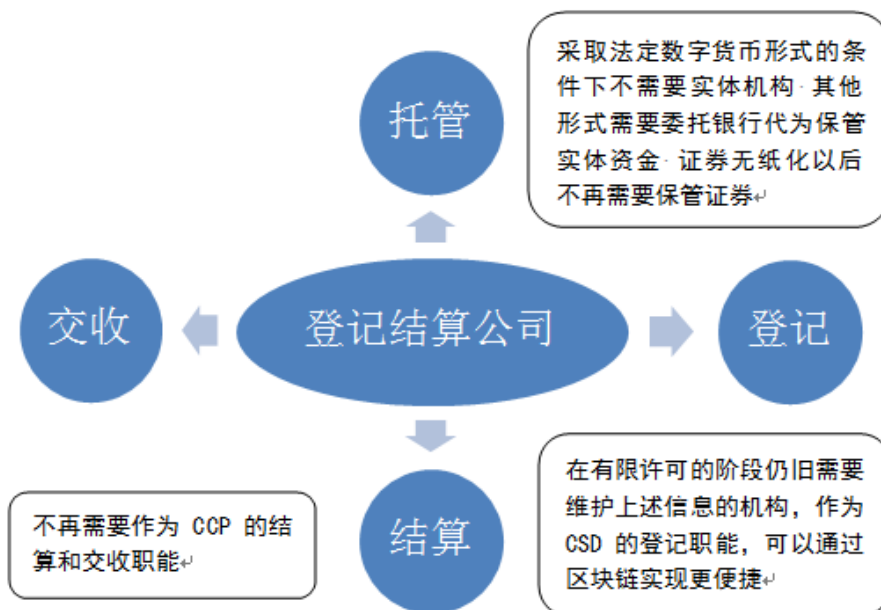 采取法定数字货币形式的条
件下不需要实体机构·其他
形式需要委托银行代为保管
实体资金·证券无纸化以后
不再需要保管证券↵
托管
交收
登记结算公司
登记
结算
不再需要作为 CCP 的结
算和交收职能↵
在有限许可的阶段仍旧需要
维护上述信息的机构，作为
CSD 的登记职能，可以通过
区块链实现更便捷↵